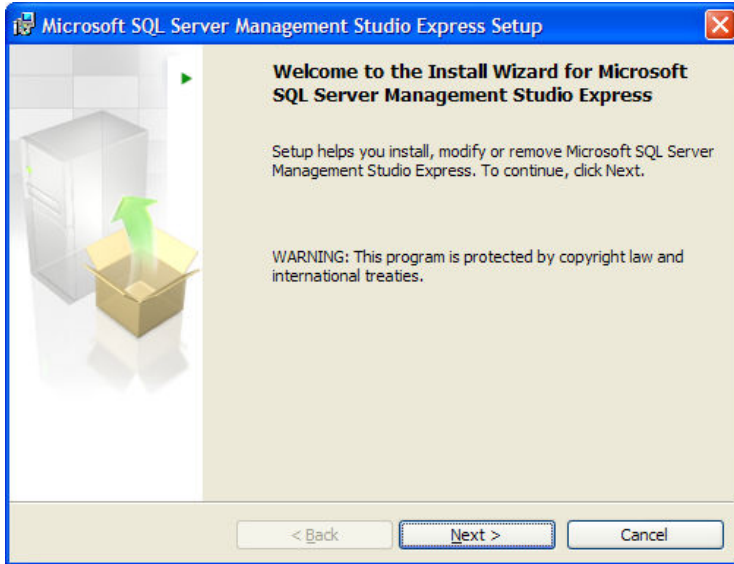 Microsoft SQL Server Management Studio Express Setup
Welcome to the Install Wizard for Microsoft
SQL Server Management Studio Express
Setup helps you install, modify or remove Microsoft SQL Server
Management Studio Express. To continue, click Next.
WARNING: This program is protected by copyright law and
international treaties.
< Back
Next >
Cancel